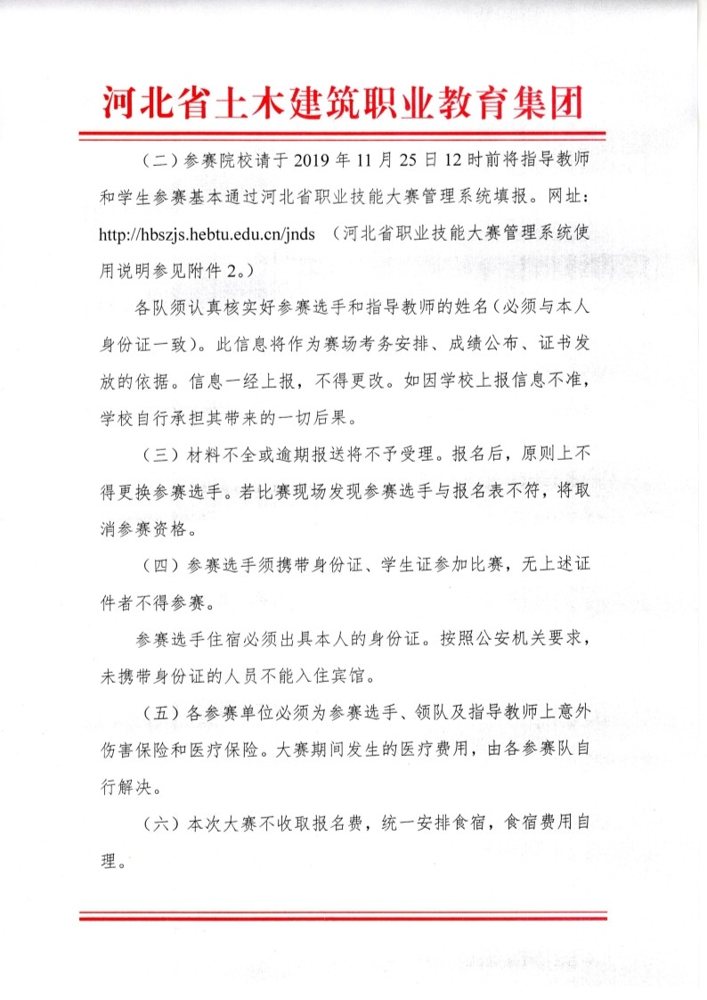 河北省土木建筑职业教育集团
（二）参赛院校请于 2019 年 11 月 25 日 12 时前将指导教师
和学生参赛基本通过河北省职业技能大赛管理系统填报。网址：
http://hbszjs.hebtu.edu.cn/jnds （河北省职业技能大赛管理系统使
用说明参见附件 2。）
各队须认真核实好参赛选手和指导教师的姓名（必须与本人
身份证一致）。此信息将作为赛场考务安排、成绩公布、证书发
放的依据。信息一经上报，不得更改。如因学校上报信息不准，
学校自行承担其带来的一切后果。
（三）材料不全或逾期报送将不予受理。报名后，原则上不
得更换参赛选手。若比赛现场发现参赛选手与报名表不符，将取
消参赛资格。
（四）参赛选手须携带身份证、学生证参加比赛，无上述证
件者不得参赛。
参赛选手住宿必须出具本人的身份证。按照公安机关要求，
未携带身份证的人员不能入住宾馆。
（五）各参赛单位必须为参赛选手、领队及指导教师上意外
伤害保险和医疗保险。大赛期间发生的医疗费用，由各参赛队自
行解决。
（六）本次大赛不收取报名费，统一安排食宿，食宿费用自
理。